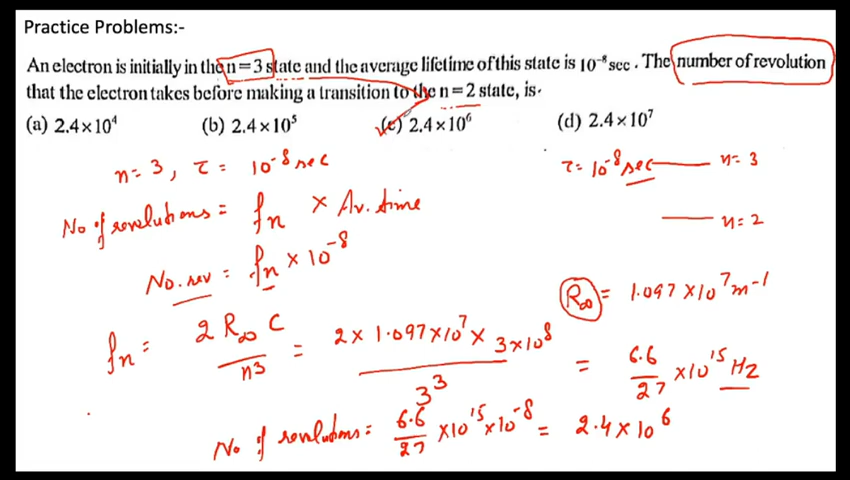 Practice Problems:-
An electron is initially in the n=3 state and the average lifetime of this state is 10⁻⁸ sec. The number of revolution
that the electron takes before making a transition to the n=2 state, is-
(a) 2.4×10⁴ (b) 2.4×10⁵ (c) 2.4×10⁶ (d) 2.4×10⁷
n=3, τ= 10⁻⁸ sec
τ=10⁻⁸ sec n=3
No of revolutions = fn × Av. time
n=2
No. rev = fn × 10⁻⁸
R∞ = 1.097 × 10⁷ m⁻¹
fn = 2 R∞ C / n³ = 2 × 1.097×10⁷ × 3×10⁸ / 3³ = 6.6/27 × 10¹⁵ Hz
No of revolutions = 6.6/27 × 10¹⁵ × 10⁻⁸ = 2.4 × 10⁶